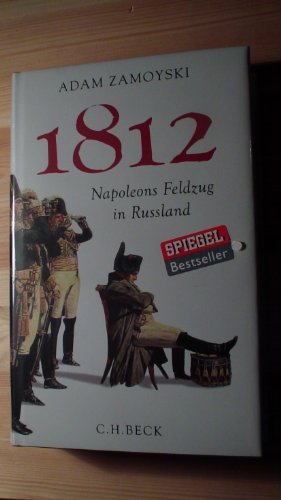 ADAM ZAMOYSKI
1812
Napoleons Feldzug
in Russland
SPIEGEL
Bestseller
C.H.BECK